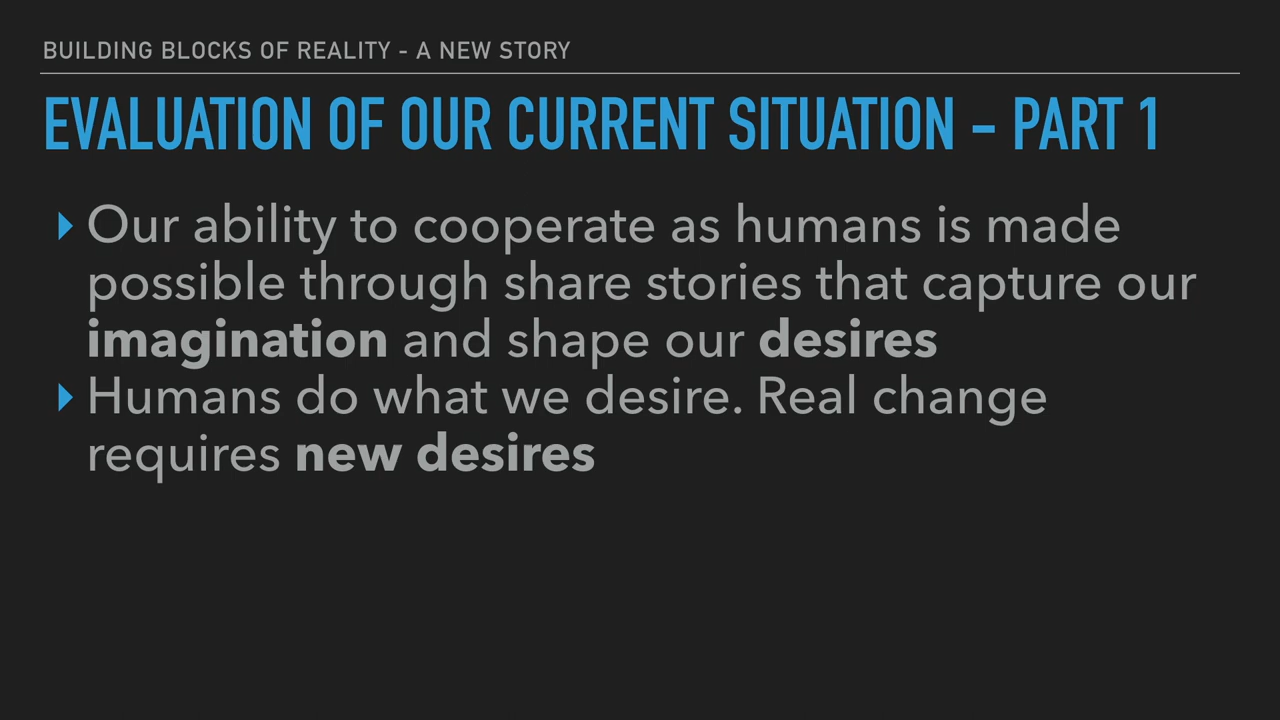 BUILDING BLOCKS OF REALITY - A NEW STORY
EVALUATION OF OUR CURRENT SITUATION - PART 1
Our ability to cooperate as humans is made
possible through share stories that capture our
imagination and shape our desires
Humans do what we desire. Real change
requires new desires